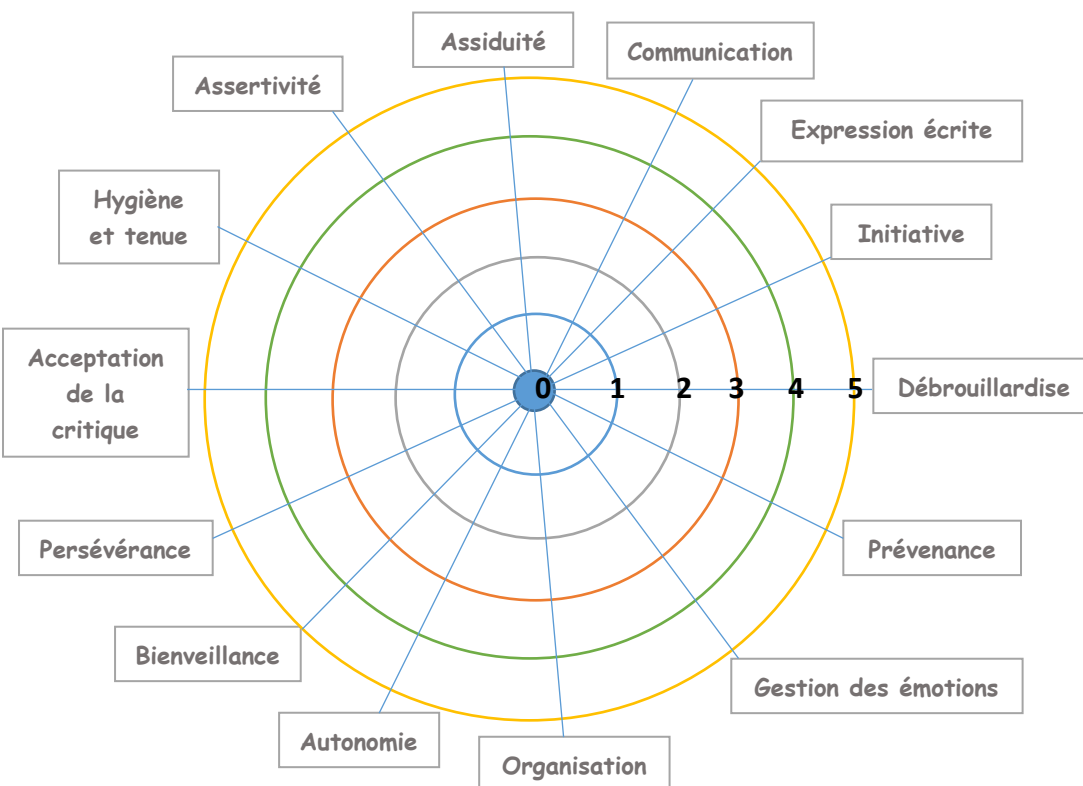 Assiduité
Communication
Assertivité
Expression écrite
Hygiène
et tenue
Initiative
Acceptation
de la
critique
0 1 2 3 4 5
Débrouillardise
Persévérance
Prévenance
Bienveillance
Gestion des émotions
Autonomie
Organisation